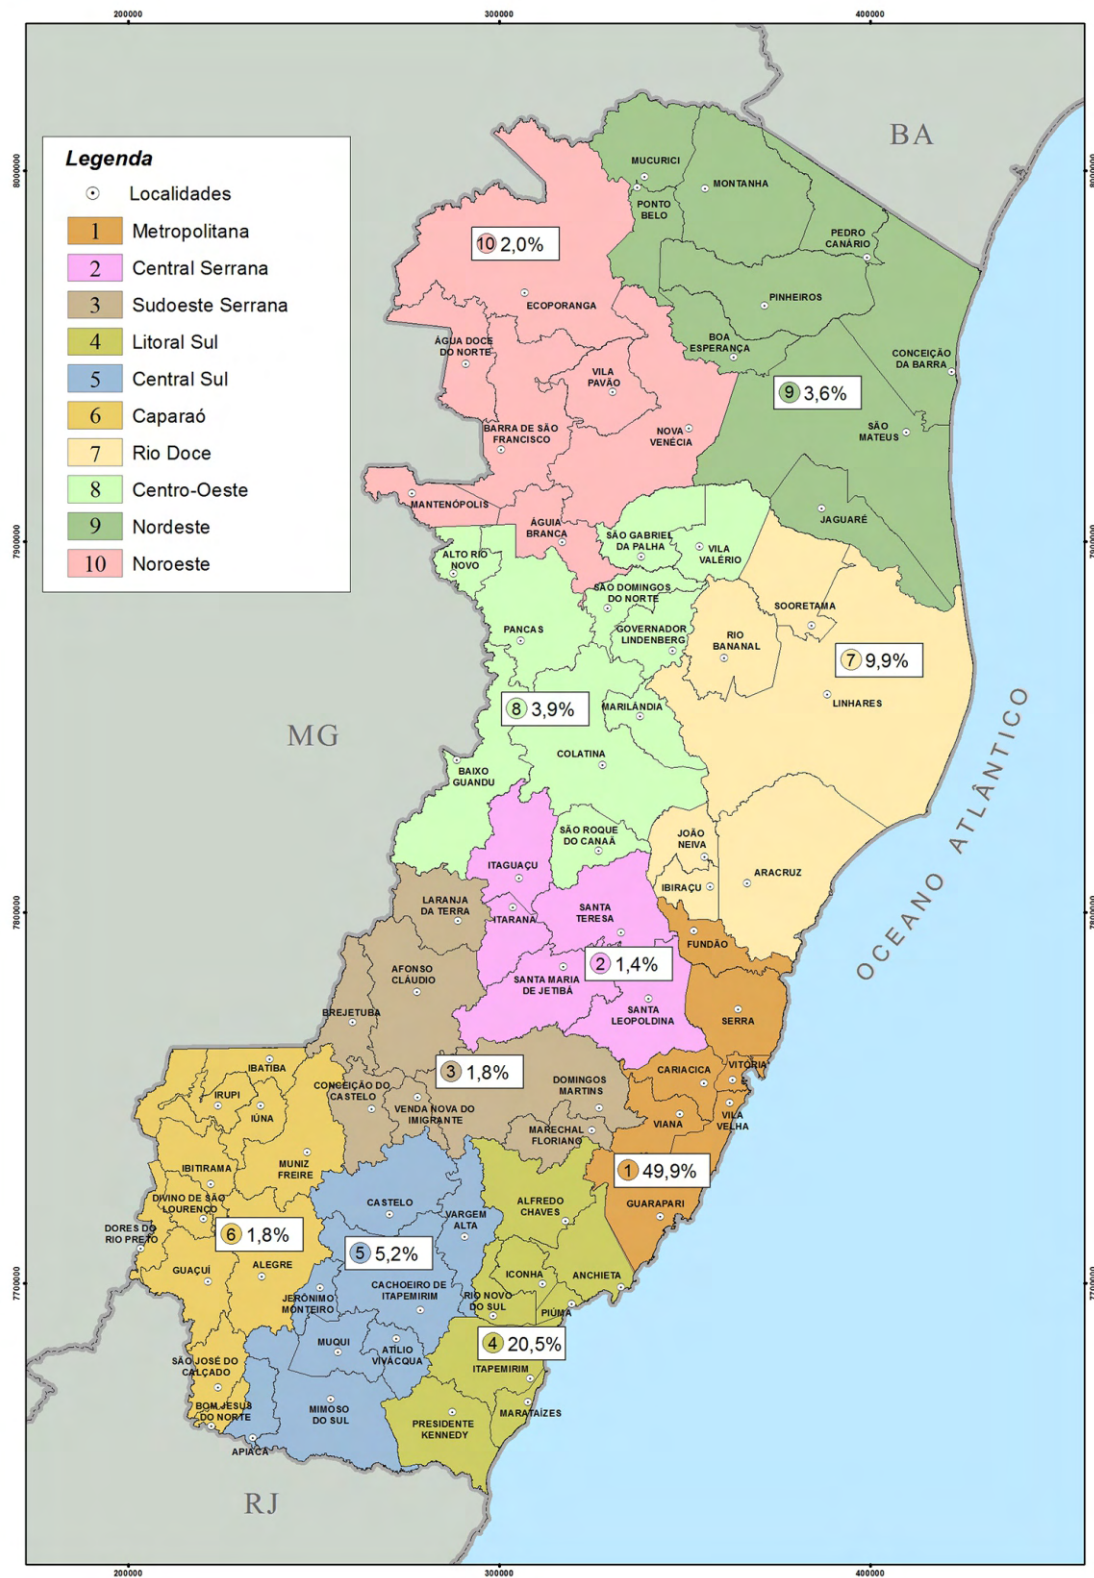 200000
300000
400000
8000000
8000000
BA
Legenda
Localidades
1 Metropolitana
2 Central Serrana
3 Sudoeste Serrana
4 Litoral Sul
5 Central Sul
6 Caparaó
7 Rio Doce
8 Centro-Oeste
9 Nordeste
10 Noroeste
MUCURICI
MONTANHA
PONTO
BELO
PEDRO
CANÁRIO
10 2,0%
ECOPORANGA
PINHEIROS
ÁGUA DOCE
DO NORTE
BOA
ESPERANÇA
CONCEIÇÃO
DA BARRA
VILA
PAVÃO
9 3,6%
BARRA DE SÃO
FRANCISCO
NOVA
VENÉCIA
SÃO
MATEUS
MANTENÓPOLIS
JAGUARÉ
ÁGUIA
BRANCA
7900000
7900000
SÃO GABRIEL
DA PALHA
VILA
VALÉRIO
ALTO RIO
NOVO
SÃO DOMINGOS
DO NORTE
SOORETAMA
PANCAS
GOVERNADOR
LINDENBERG
RIO
BANANAL
7 9,9%
LINHARES
8 3,9%
MARILÂNDIA
MG
OCEANO ATLÂNTICO
COLATINA
BAIXO
GUANDU
SÃO ROQUE
DO CANAÃ
JOÃO
NEIVA
ITAGUAÇU
IBIRAÇU
ARACRUZ
LARANJA
DA TERRA
ITARANA
SANTA
TERESA
7800000
7800000
FUNDÃO
2 1,4%
AFONSO
CLÁUDIO
SANTA MARIA
DE JETIBÁ
SANTA
LEOPOLDINA
SERRA
BREJETUBA
IBATIBA
3 1,8%
CARIACICA
VITÓRIA
IRUPI
IÚNA
CONCEIÇÃO DO
CASTELO
VENDA NOVA DO
IMIGRANTE
DOMINGOS
MARTINS
VIANA
VILA
VELHA
MARECHAL
FLORIANO
IBITIRAMA
MUNIZ
FREIRE
1 49,9%
DIVINO DE SÃO
LOURENÇO
CASTELO
VARGEM
ALTA
ALFREDO
CHAVES
GUARAPARI
DORES DO
RIO PRETO
6 1,8%
5 5,2%
GUAÇUÍ
ALEGRE
ICONHA
ANCHIETA
7700000
7700000
JERÔNIMO
MONTEIRO
CACHOEIRO DE
ITAPEMIRIM
RIO NOVO
DO SUL
PIÚMA
MUQUI
ATÍLIO
VIVÁCQUA
4 20,5%
ITAPEMIRIM
SÃO JOSÉ DO
CALÇADO
BOM JESUS
DO NORTE
MIMOSO
DO SUL
MARATAÍZES
PRESIDENTE
KENNEDY
APIACÁ
RJ
200000
300000
400000